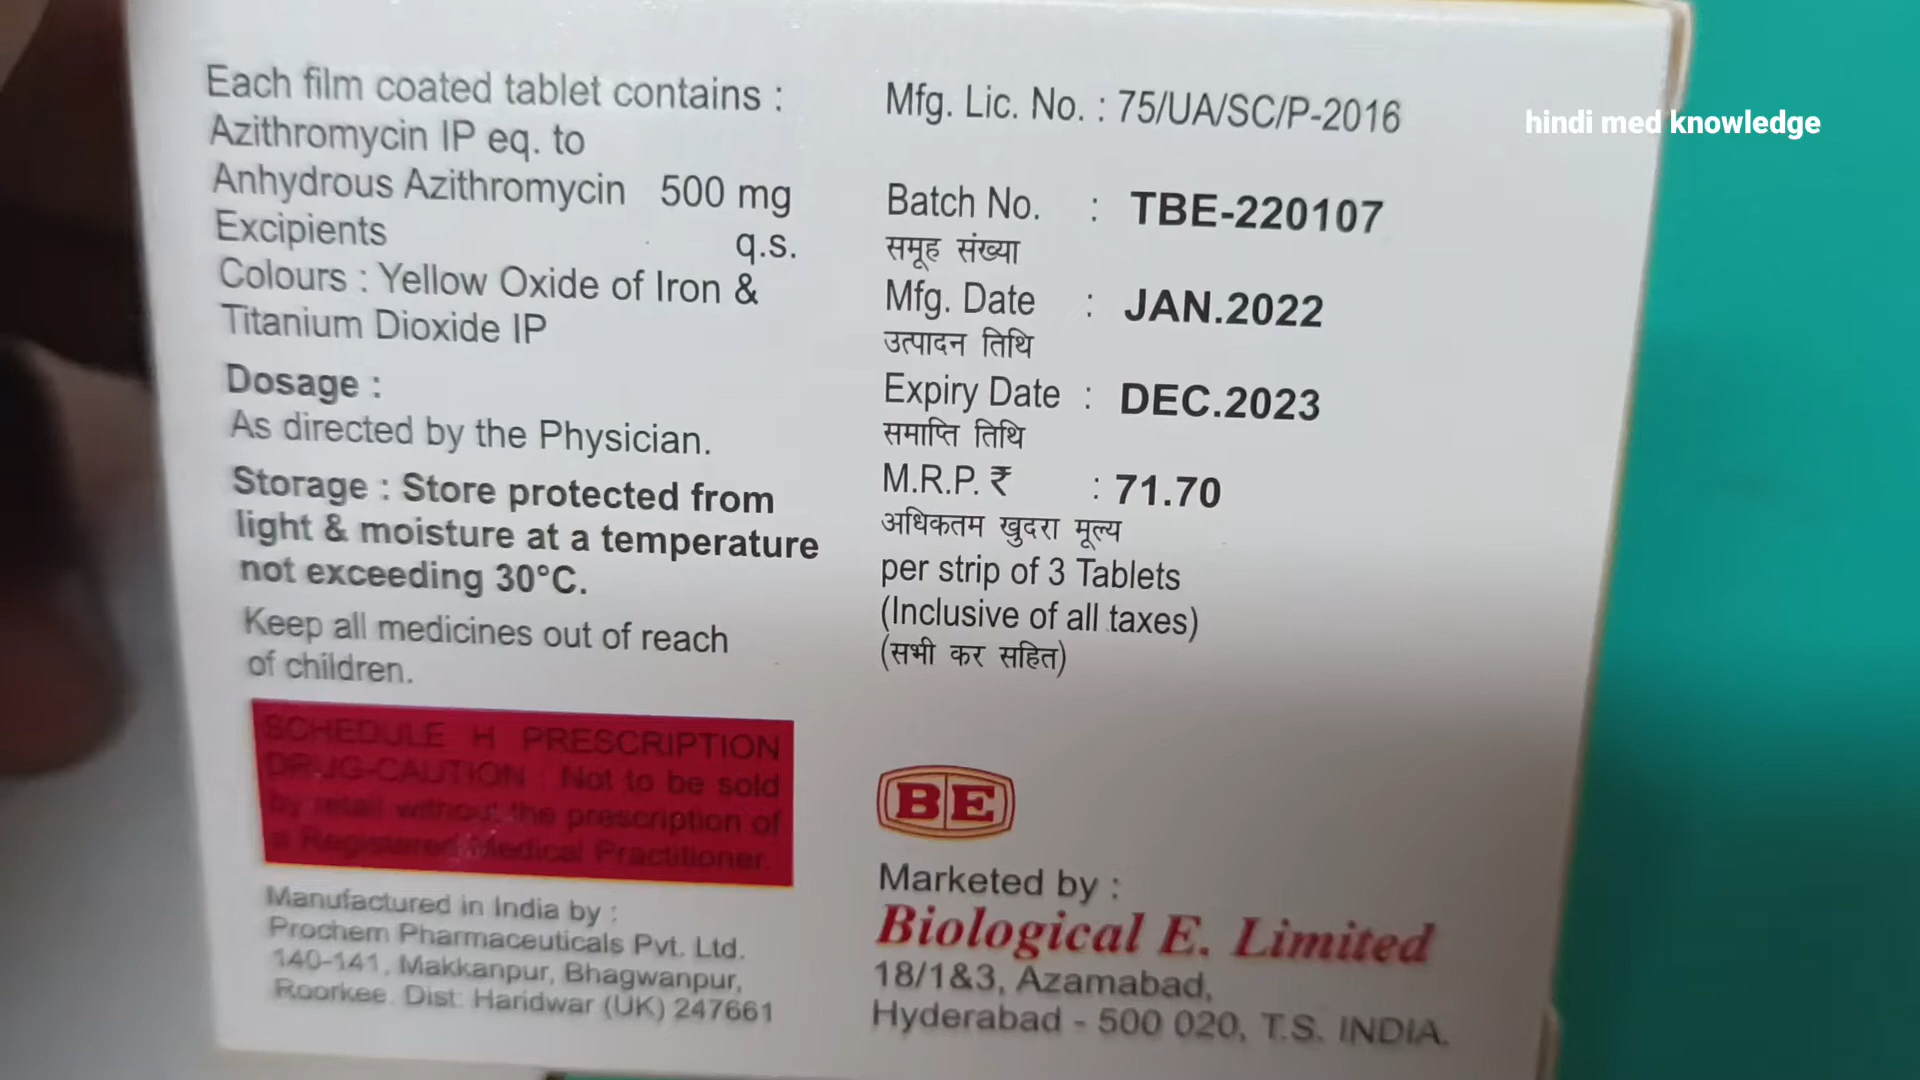 Each film coated tablet contains :
Azithromycin IP eq. to
Anhydrous Azithromycin 500 mg
Excipients q.s.
Colours : Yellow Oxide of Iron &
Titanium Dioxide IP
Dosage :
As directed by the Physician.
Storage : Store protected from
light & moisture at a temperature
not exceeding 30°C.
Keep all medicines out of reach
of children.
SCHEDULE H PRESCRIPTION
DRUG-CAUTION : Not to be sold
by retail without the prescription of
a Registered Medical Practitioner.
Manufactured in India by :
Prochem Pharmaceuticals Pvt. Ltd.
140-141, Makkanpur, Bhagwanpur,
Roorkee. Dist: Haridwar (UK) 247661
Mfg. Lic. No. : 75/UA/SC/P-2016
Batch No. : TBE-220107
समूह संख्या
Mfg. Date : JAN.2022
उत्पादन तिथि
Expiry Date : DEC.2023
समाप्ति तिथि
M.R.P. ₹ : 71.70
अधिकतम खुदरा मूल्य
per strip of 3 Tablets
(Inclusive of all taxes)
(सभी कर सहित)
BE
Marketed by :
Biological E. Limited
18/1&3, Azamabad,
Hyderabad - 500 020, T.S. INDIA.
hindi med knowledge